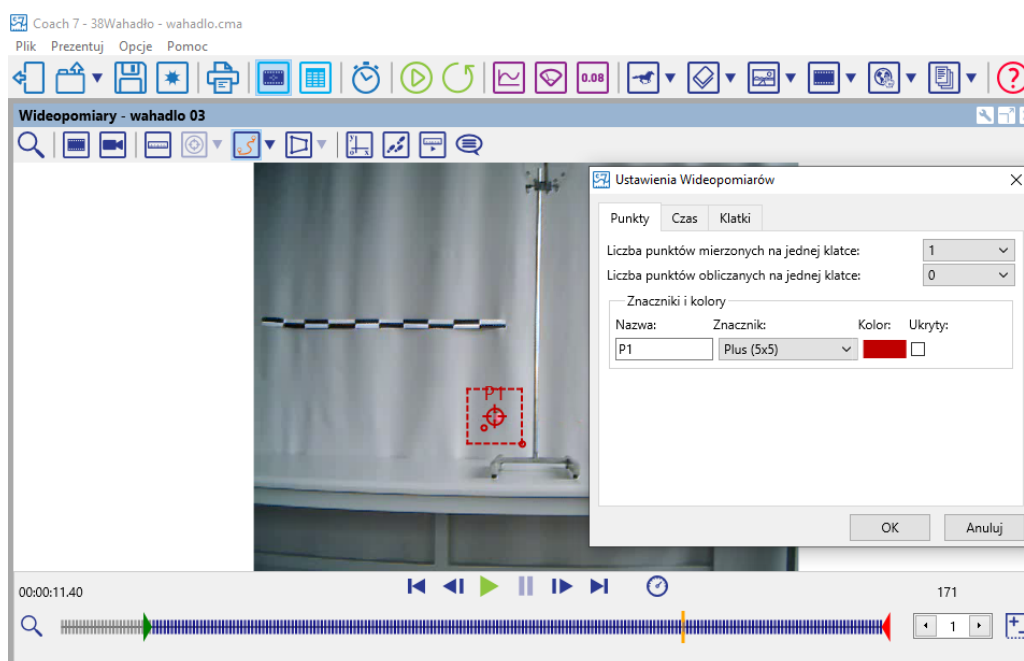 Coach 7 - 38Wahadło - wahadlo.cma
Plik Prezentuj Opcje Pomoc
0.08
?
Wideopomiary - wahadlo 03
Ustawienia Wideopomiarów
Punkty Czas Klatki
Liczba punktów mierzonych na jednej klatce: 1
Liczba punktów obliczanych na jednej klatce: 0
Znaczniki i kolory
Nazwa: Znacznik: Kolor: Ukryty:
P1 Plus (5x5)
P1
OK Anuluj
00:00:11.40 171
1